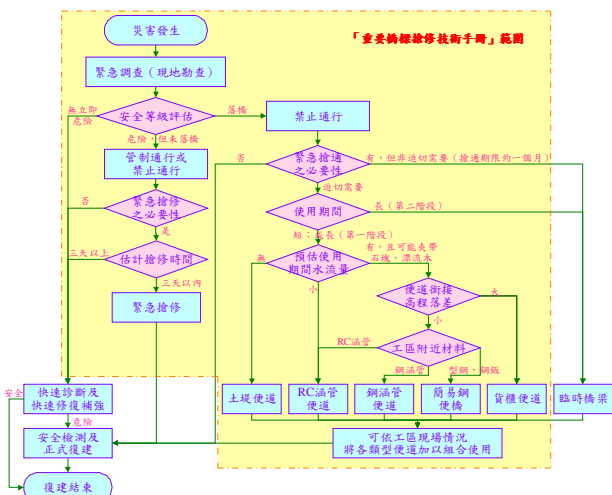 災害發生
「重要橋樑搶修技術手冊」範圍
緊急調查（現地勘查）
無立即
危險
安全等級評估
落橋
禁止通行
危險，但未落橋
管制通行或
禁止通行
否
緊急搶通
之必要性
有，但非迫切需要（搶通期限約一個月）
迫切需要
否
緊急搶修
之必要性
使用期間
長（第二階段）
是
短；或長（第一階段）
三天以上
估計搶修時間
無
預估使用
期間水流量
有，且可能夾帶
石塊、漂流木
三天以內
小
便道銜接
高程落差
大
緊急搶修
小
RC涵管
工區附近材料
鋼涵管
型鋼、鋼鈑
安全
快速診斷及
快速修復補強
土堤便道
RC涵管
便道
鋼涵管
便道
簡易鋼
便橋
貨櫃便道
臨時橋梁
危險
安全檢測及
正式復建
可依工區現場情況
將各類型便道加以組合使用
復建結束